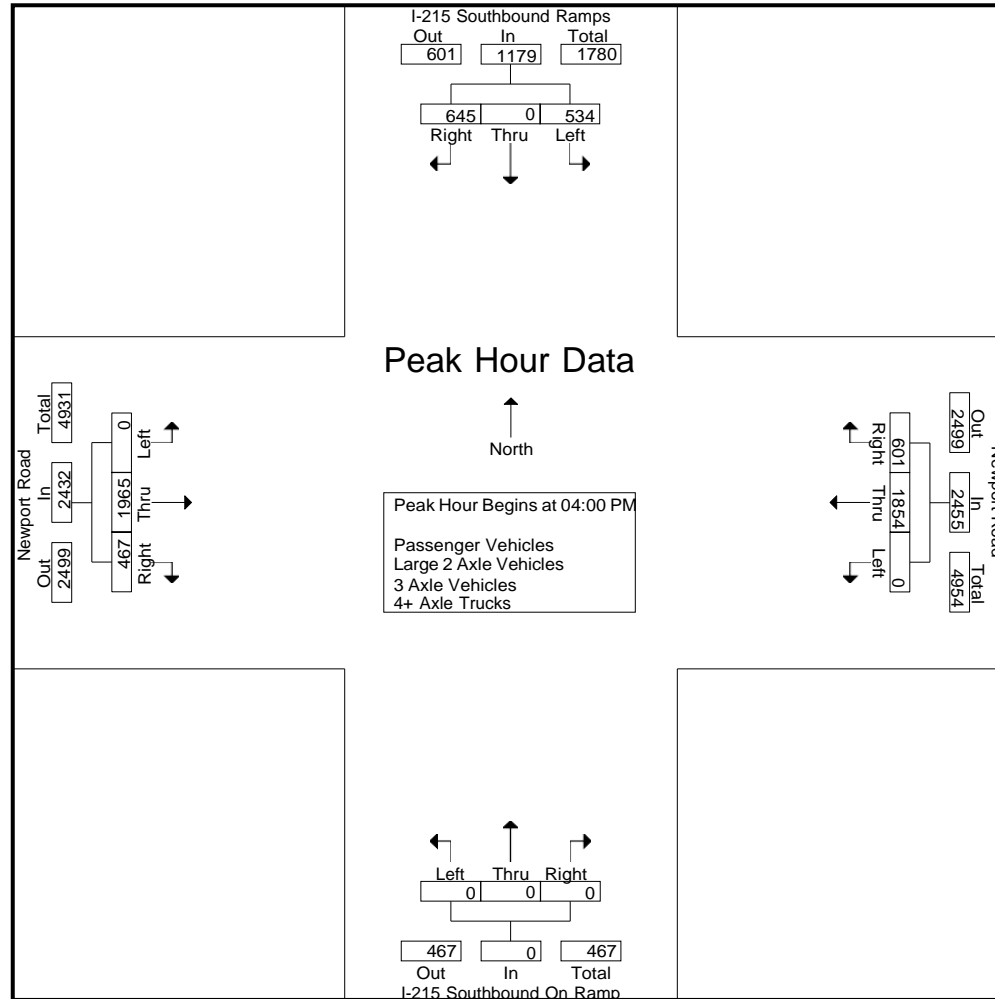 I-215 Southbound Ramps
Out In Total
601 1179 1780
645 0 534
Right Thru Left
Peak Hour Data
North
Peak Hour Begins at 04:00 PM
Passenger Vehicles
Large 2 Axle Vehicles
3 Axle Vehicles
4+ Axle Trucks
Newport Road
Out In Total
2499 2432 4931
Right Thru Left
467 1965 0
Newport Road
Out In Total
2499 2455 4954
601 1854 0
Right Thru Left
Left Thru Right
0 0 0
467 0 467
Out In Total
I-215 Southbound On Ramp